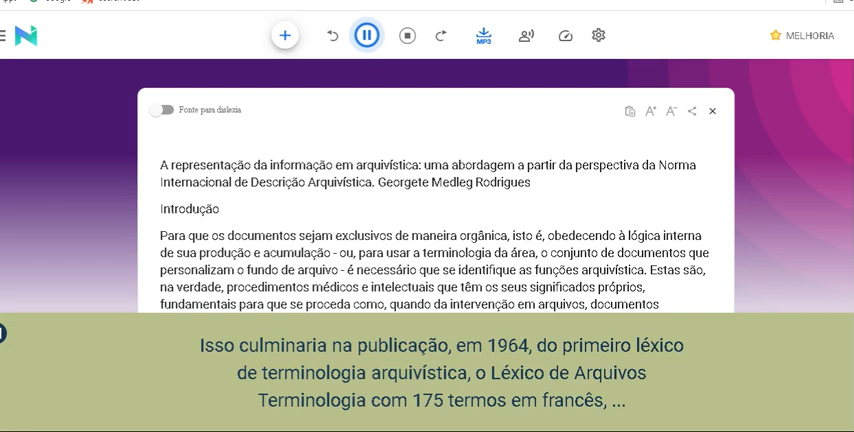 MP3
MELHORIA
Fonte para dislexia
A⁺ A⁻
A representação da informação em arquivística: uma abordagem a partir da perspectiva da Norma
Internacional de Descrição Arquivística. Georgete Medleg Rodrigues
Introdução
Para que os documentos sejam exclusivos de maneira orgânica, isto é, obedecendo à lógica interna
de sua produção e acumulação - ou, para usar a terminologia da área, o conjunto de documentos que
personalizam o fundo de arquivo - é necessário que se identifique as funções arquivística. Estas são,
na verdade, procedimentos médicos e intelectuais que têm os seus significados próprios,
fundamentais para que se proceda como, quando da intervenção em arquivos, documentos
Isso culminaria na publicação, em 1964, do primeiro léxico
de terminologia arquivística, o Léxico de Arquivos
Terminologia com 175 termos em francês, ...